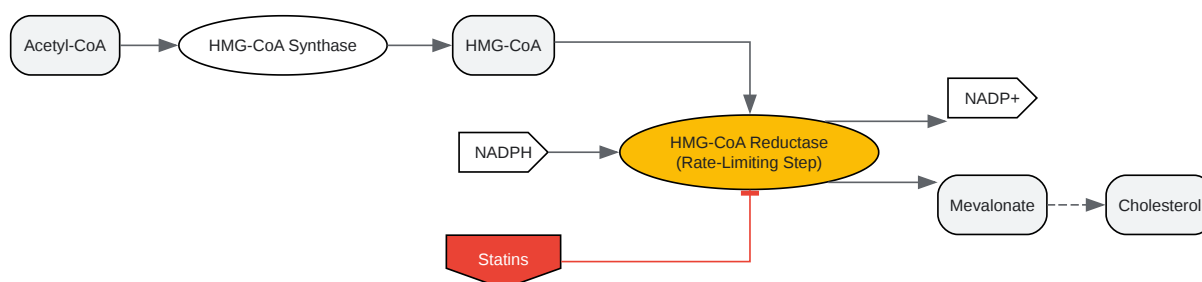 Acetyl-CoA
HMG-CoA Synthase
HMG-CoA
NADPH
HMG-CoA Reductase
(Rate-Limiting Step)
NADP+
Mevalonate
Cholesterol
Statins